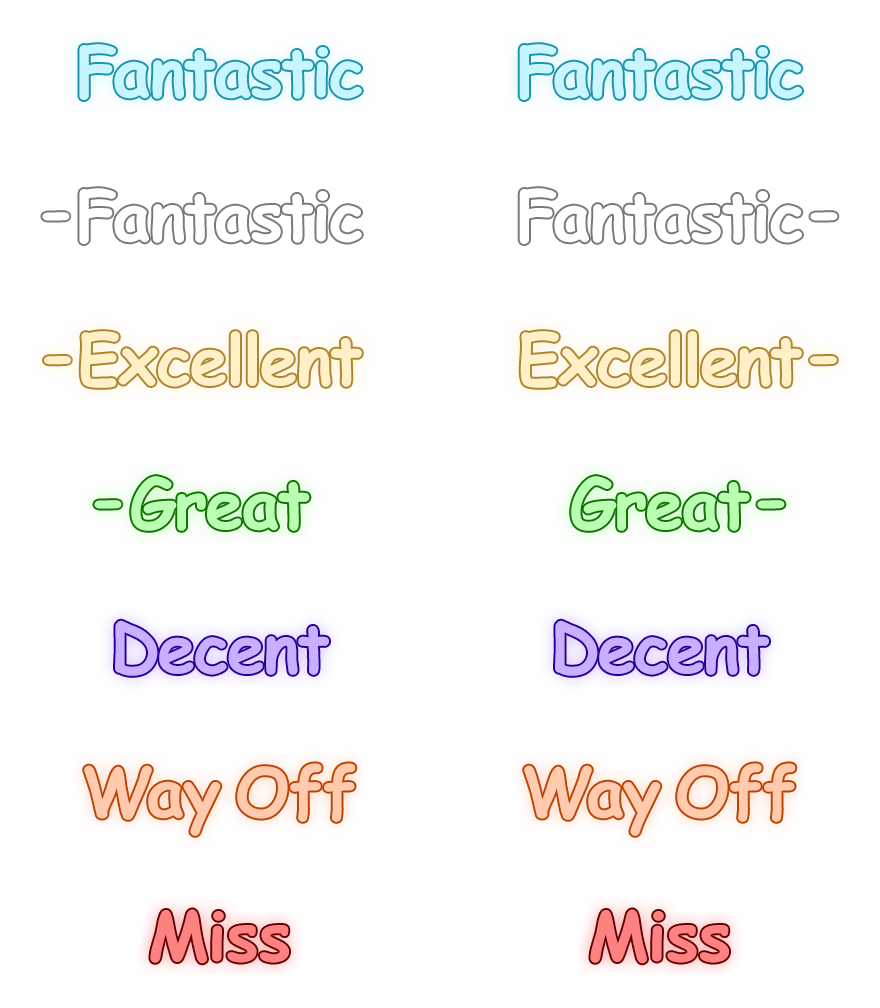 Fantastic Fantastic
-Fantastic Fantastic-
-Excellent Excellent-
-Great Great-
Decent Decent
Way Off Way Off
Miss Miss